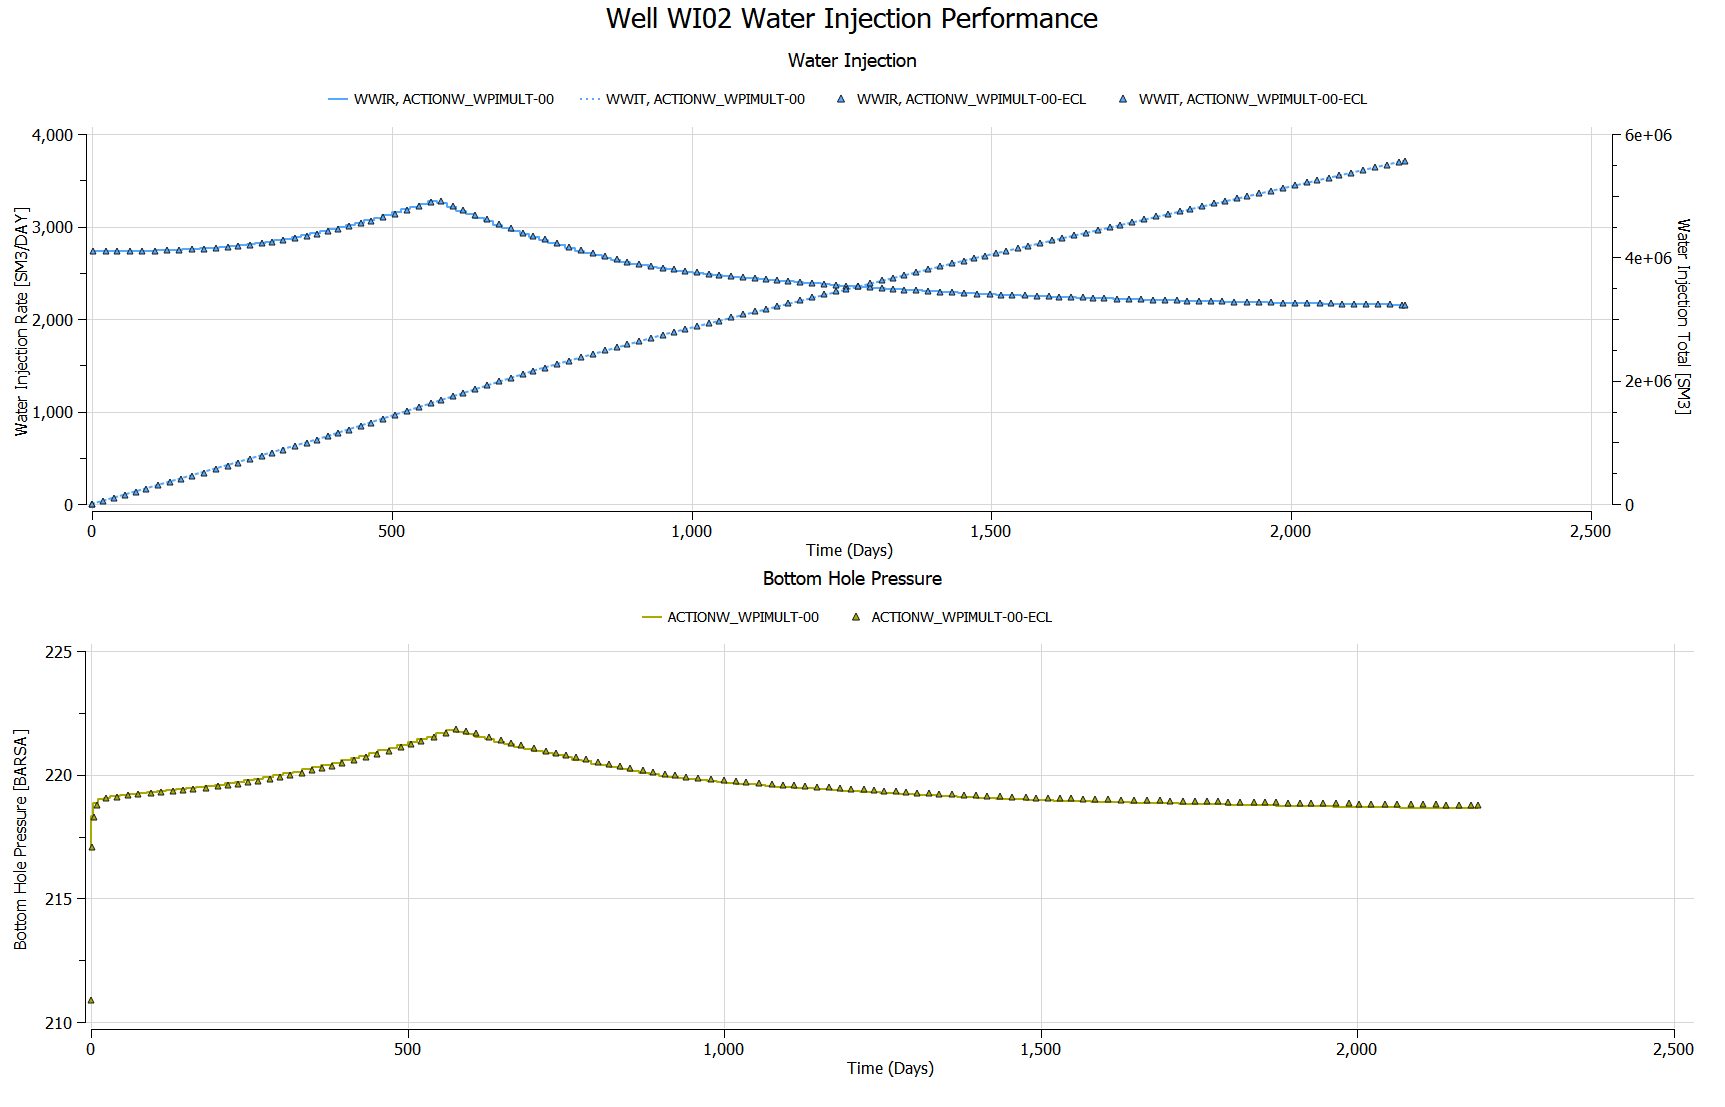 Well WI02 Water Injection Performance
Water Injection
WWIR, ACTIONW_WPIMULT-00 WWIT, ACTIONW_WPIMULT-00 WWIR, ACTIONW_WPIMULT-00-ECL WWIT, ACTIONW_WPIMULT-00-ECL
Water Injection Rate [SM3/DAY]
4,000
3,000
2,000
1,000
0
6e+06
4e+06
2e+06
0
Water Injection Total [SM3]
0 500 1,000 1,500 2,000 2,500
Time (Days)
Bottom Hole Pressure
ACTIONW_WPIMULT-00 ACTIONW_WPIMULT-00-ECL
Bottom Hole Pressure [BARSA]
225
220
215
210
0 500 1,000 1,500 2,000 2,500
Time (Days)